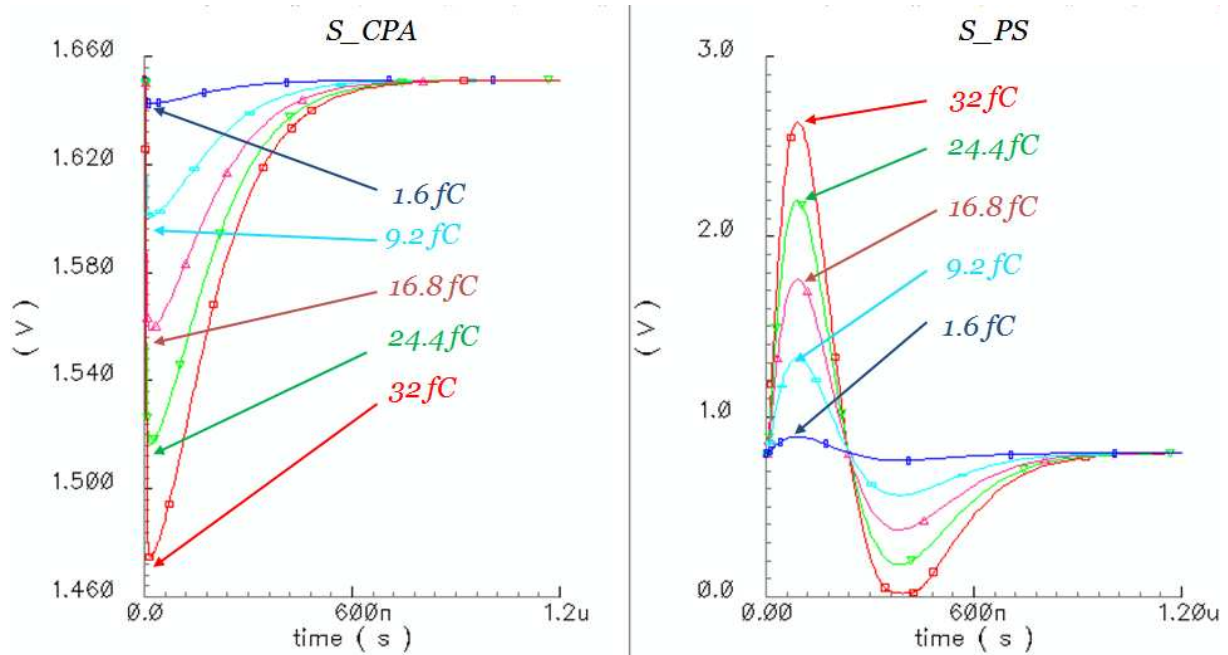 S_CPA
1.660
1.620
1.580
1.540
1.500
1.460
( V )
1.6 fC
9.2 fC
16.8 fC
24.4 fC
32 fC
0.0
600n
1.2u
time ( s )
S_PS
3.0
2.0
1.0
0.0
( V )
32 fC
24.4 fC
16.8 fC
9.2 fC
1.6 fC
0.00
600n
1.20u
time ( s )